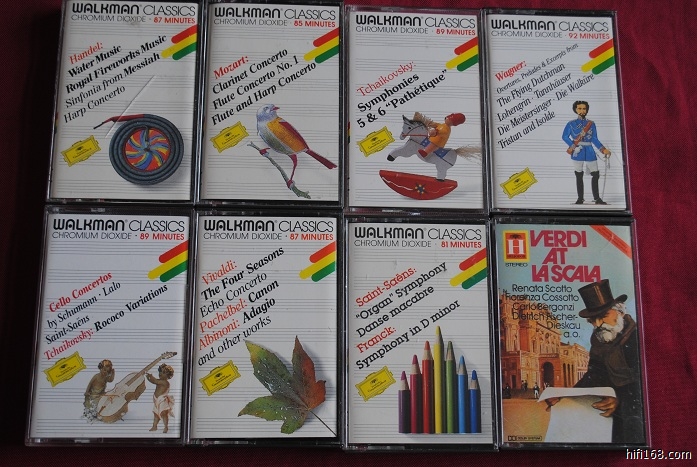 WALKMAN® CLASSICS
CHROMIUM DIOXIDE • 87 MINUTES
Handel:
Water Music
Royal Fireworks Music
Sinfonia from Messiah
Harp Concerto
WALKMAN® CLASSICS
CHROMIUM DIOXIDE • 85 MINUTES
Mozart:
Clarinet Concerto
Flute Concerto No. 1
Flute and Harp Concerto
WALKMAN® CLASSICS
CHROMIUM DIOXIDE • 89 MINUTES
Tchaikovsky:
Symphonies
5 & 6 "Pathétique"
WALKMAN® CLASSICS
CHROMIUM DIOXIDE • 92 MINUTES
Wagner:
Overtures, Preludes & Excerpts from
The Flying Dutchman
Lohengrin · Tannhäuser
Die Meistersinger · Die Walküre
Tristan and Isolde
WALKMAN® CLASSICS
CHROMIUM DIOXIDE • 89 MINUTES
Cello Concertos
by Schumann · Lalo
Saint-Saëns
Tchaikovsky: Rococo Variations
WALKMAN® CLASSICS
CHROMIUM DIOXIDE • 87 MINUTES
Vivaldi:
The Four Seasons
Echo Concerto
Pachelbel: Canon
Albinoni: Adagio
and other works
WALKMAN® CLASSICS
CHROMIUM DIOXIDE • 81 MINUTES
Saint-Saëns:
"Organ" Symphony
Danse macabre
Franck:
Symphony in D minor
H
STEREO
VERDI
AT
LA SCALA
Renata Scotto
Fiorenza Cossotto
Carlo Bergonzi
Dietrich Fischer-
Dieskau
a.o.
hifi168.com